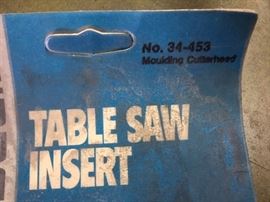 No. 34-453
Moulding Cutterhead
TABLE SAW
INSERT